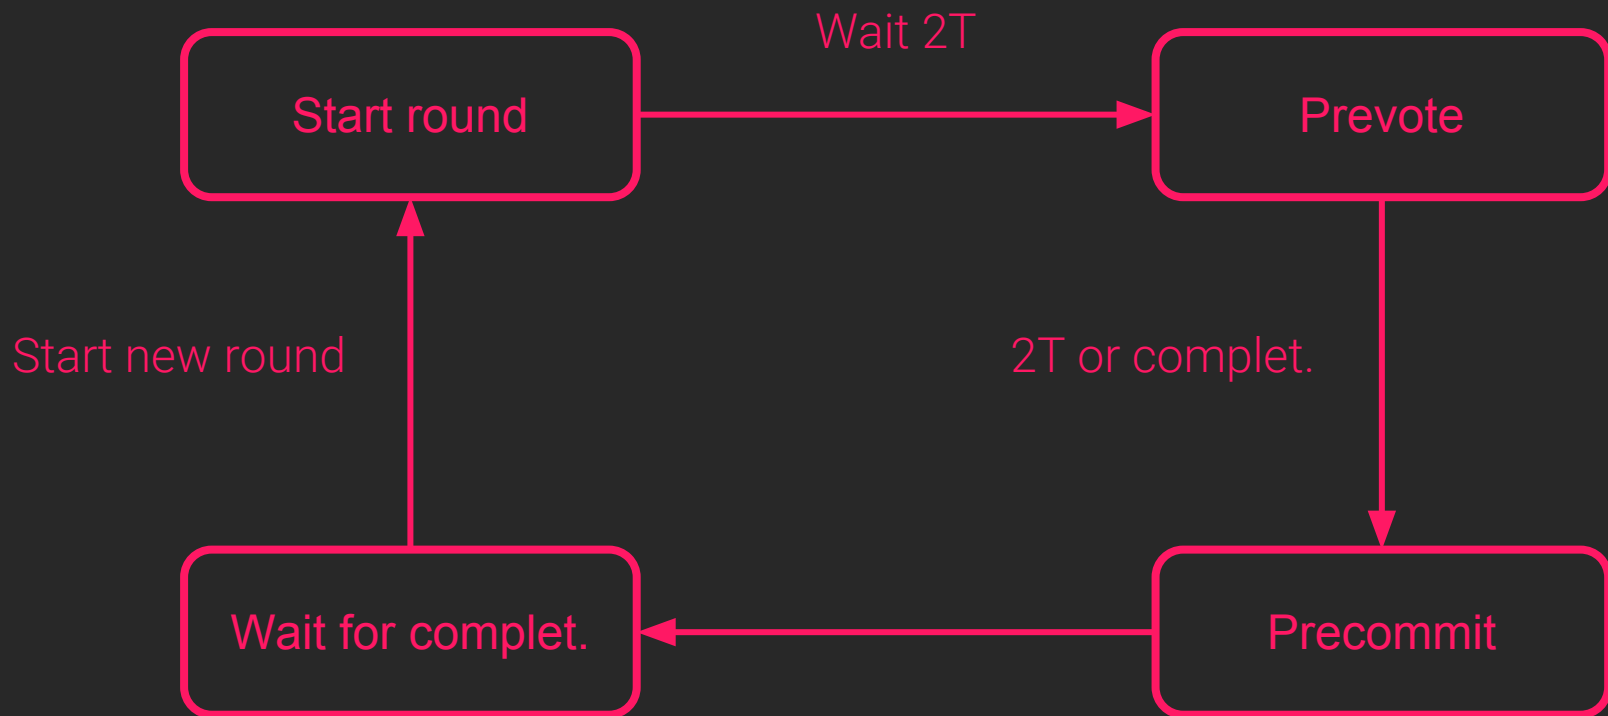 Wait 2T
Start round
Prevote
Start new round
2T or complet.
Wait for complet.
Precommit